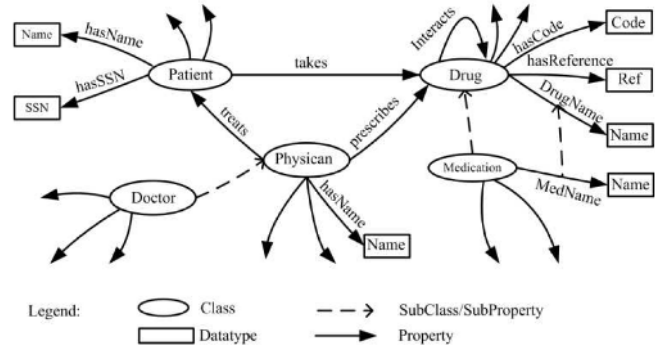 Name
hasName
hasSSN
SSN
Patient
takes
Interacts
Drug
hasCode
Code
hasReference
Ref
DrugName
Name
treats
prescribes
Physican
Medication
MedName
Name
Doctor
hasName
Name
Legend:
Class
SubClass/SubProperty
Datatype
Property